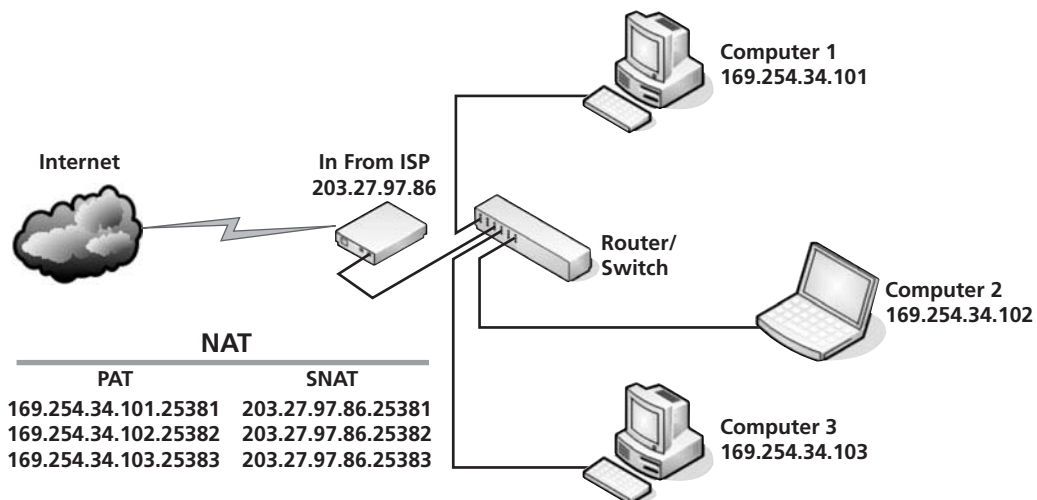 Computer 1
169.254.34.101
Internet
In From ISP
203.27.97.86
Router/
Switch
Computer 2
169.254.34.102
NAT
PAT SNAT
169.254.34.101.25381 203.27.97.86.25381
169.254.34.102.25382 203.27.97.86.25382
169.254.34.103.25383 203.27.97.86.25383
Computer 3
169.254.34.103